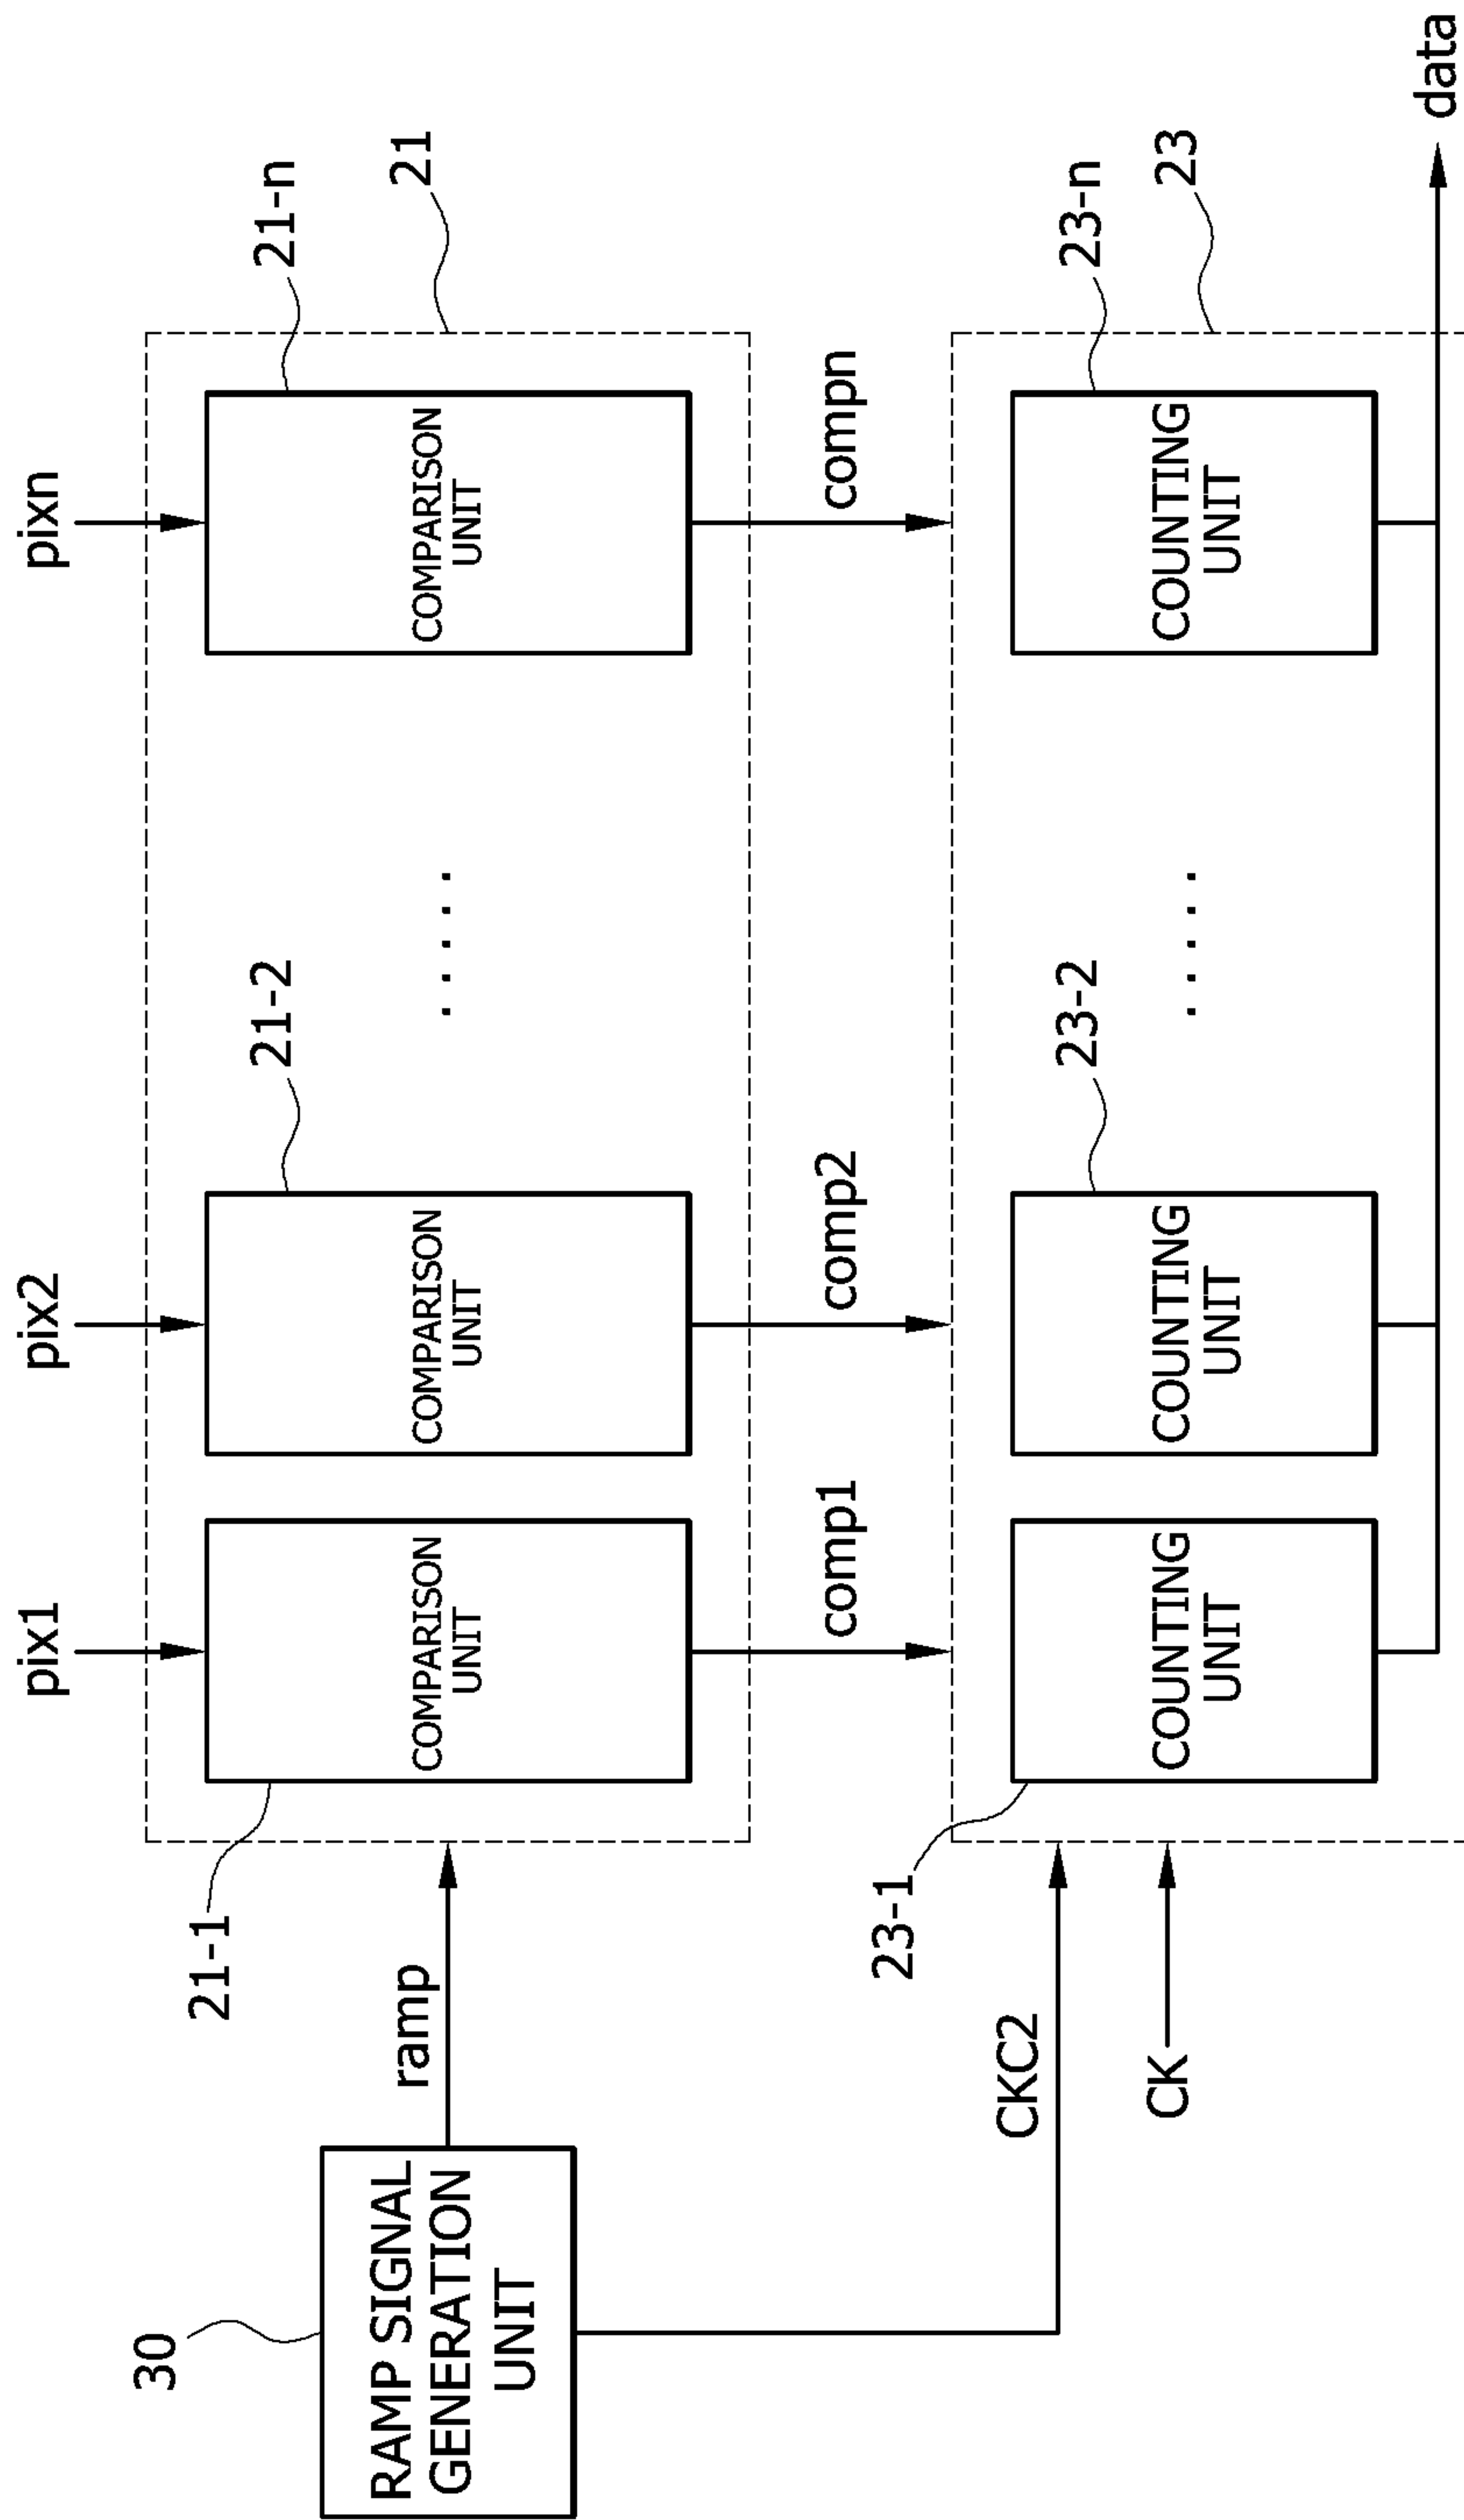 pix1
pix2
pixn
30
RAMP SIGNAL
GENERATION
UNIT
ramp
21-1
COMPARISON
UNIT
21-2
COMPARISON
UNIT
.....
21-n
COMPARISON
UNIT
21
comp1
comp2
compn
CKC2
CK
23-1
COUNTING
UNIT
23-2
COUNTING
UNIT
.....
23-n
COUNTING
UNIT
23
data